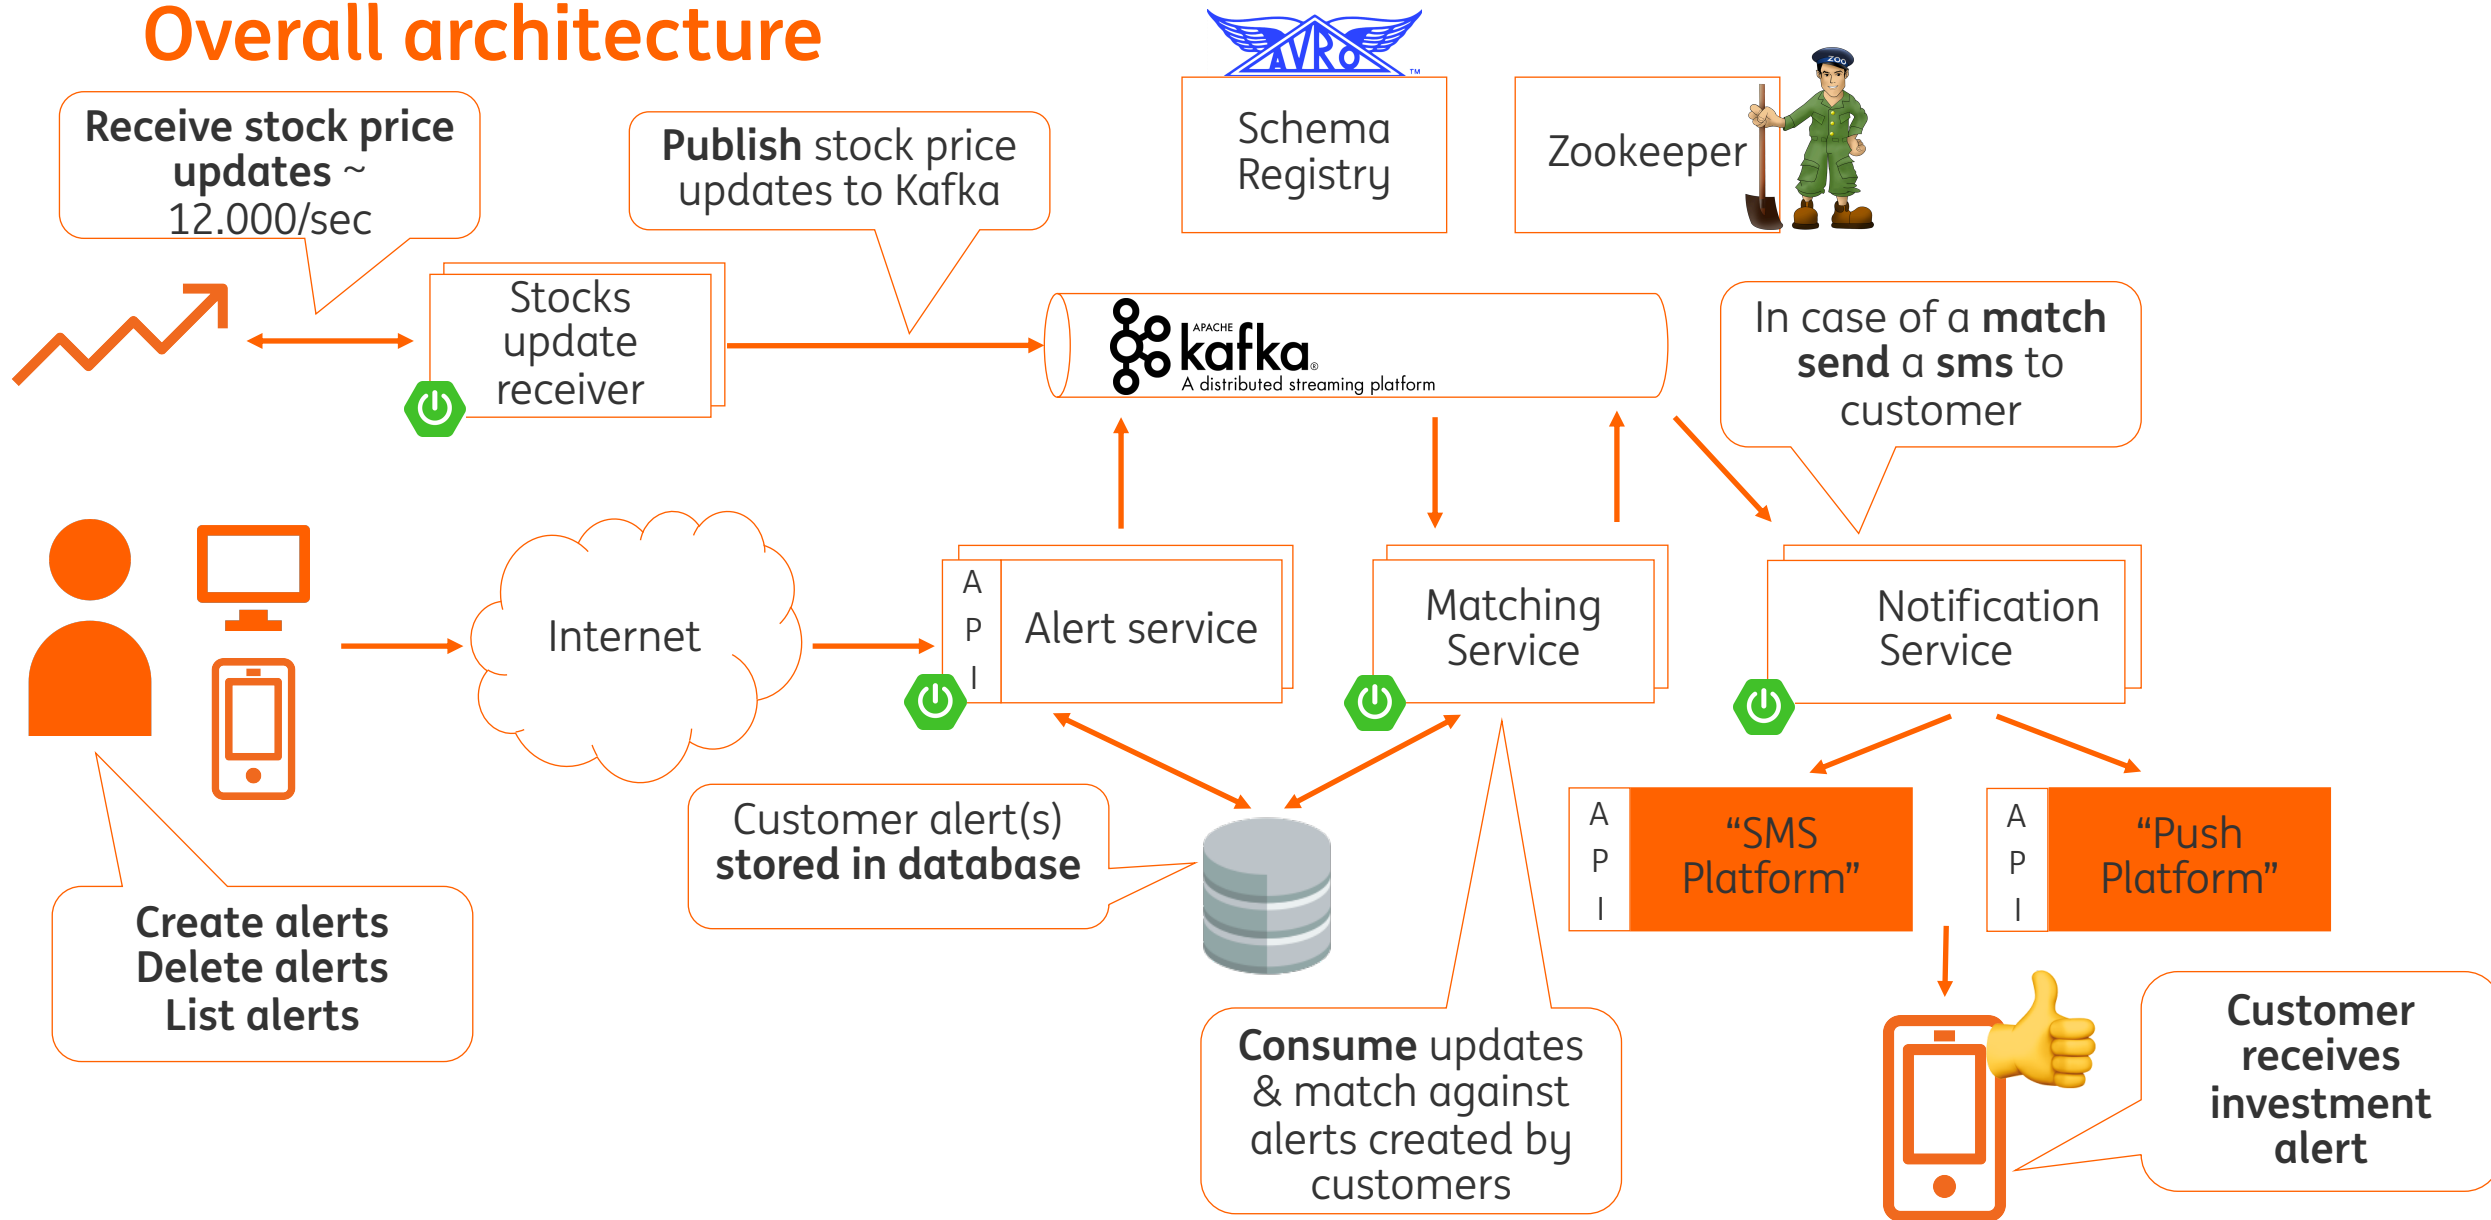 Overall architecture
Receive stock price
updates ~
12.000/sec
Publish stock price
updates to Kafka
AVRO
TM
Schema
Registry
Zookeeper
ZOO
Stocks
update
receiver
APACHE
kafka®
A distributed streaming platform
In case of a match
send a sms to
customer
Internet
A
P
I
Alert service
Matching
Service
Notification
Service
Customer alert(s)
stored in database
A
P
I
“SMS
Platform”
A
P
I
“Push
Platform”
Create alerts
Delete alerts
List alerts
Consume updates
& match against
alerts created by
customers
Customer
receives
investment
alert